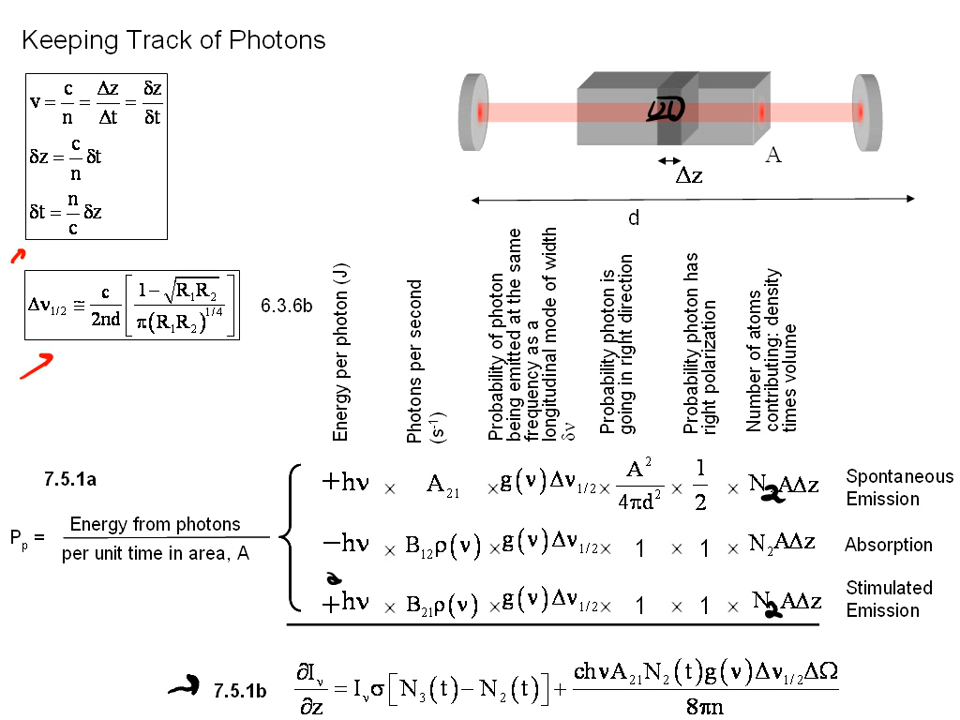 Keeping Track of Photons
v = c/n = Δz/Δt = δz/δt
δz = c/n δt
δt = n/c δz
Δν₁/₂ ≅ c/2nd [ 1−√R₁R₂ / π(R₁R₂)^1/4 ] 6.3.6b
A
Δz
d
Energy per photon (J)
Photons per second
(s⁻¹)
Probability of photon
being emitted at the same
frequency as a
longitudinal mode of width
δν
Probability photon is
going in right direction
Probability photon has
right polarization
Number of atoms
contributing: density
times volume
7.5.1a
Pₚ = Energy from photons
per unit time in area, A
+hν × A₂₁ × g(ν)Δν₁/₂ × A²/4πd² × 1/2 × N₂AΔz Spontaneous
Emission
−hν × B₁₂ρ(ν) × g(ν)Δν₁/₂ × 1 × 1 × N₂AΔz Absorption
+hν × B₂₁ρ(ν) × g(ν)Δν₁/₂ × 1 × 1 × N₂AΔz Stimulated
Emission
7.5.1b ∂Iᵥ/∂z = Iᵥσ[N₃(t)−N₂(t)] + chνA₂₁N₂(t)g(ν)Δν₁/₂ΔΩ / 8πn